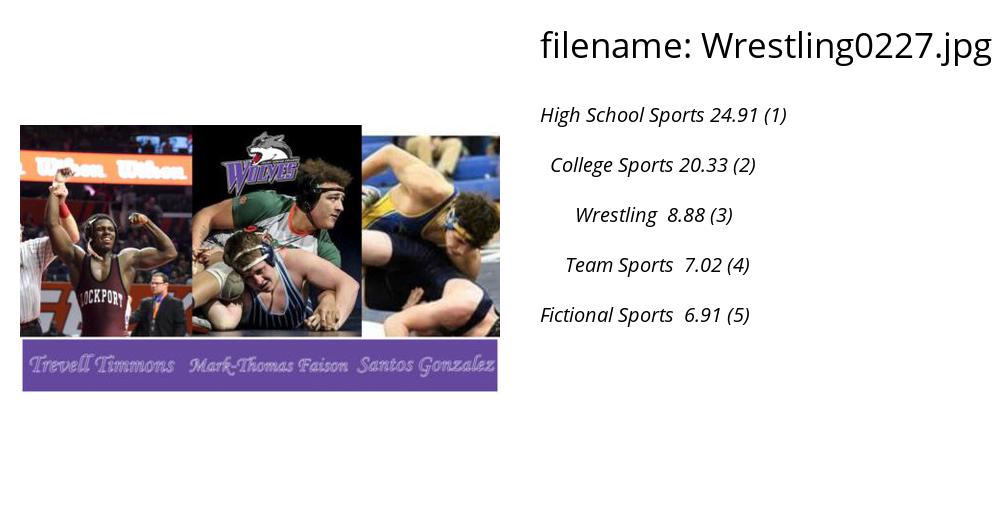 filename: Wrestling0227.jpg
High School Sports 24.91 (1)
College Sports 20.33 (2)
Wrestling 8.88 (3)
Team Sports 7.02 (4)
Fictional Sports 6.91 (5)
Wilson Wilson
WOLVES
LOCKPORT
Trevell Timmons Mark-Thomas Faison Santos Gonzalez